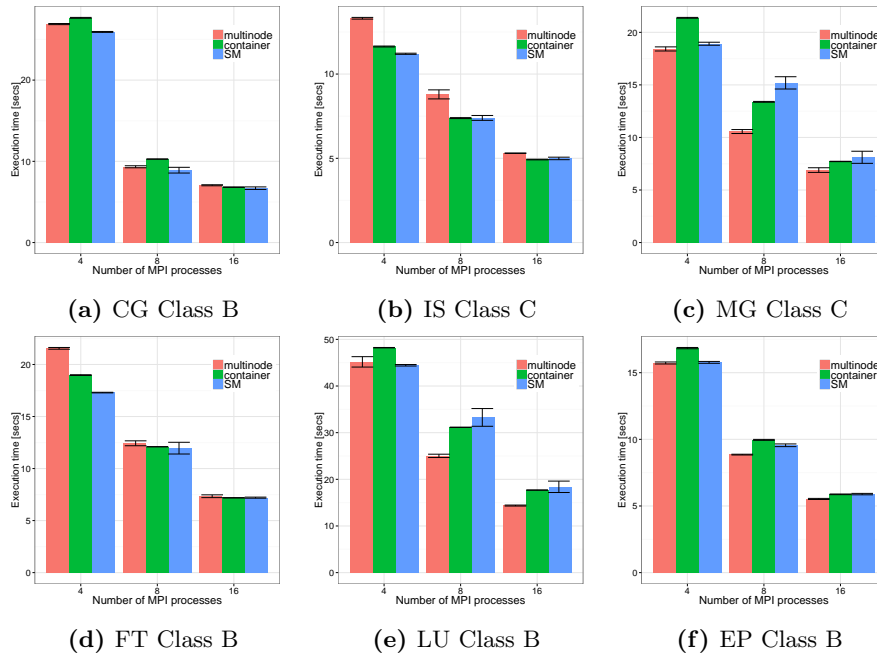 Execution time [secs]
20
10
0
multinode
container
SM
4 8 16
Number of MPI processes
(a) CG Class B
Execution time [secs]
10
5
0
multinode
container
SM
4 8 16
Number of MPI processes
(b) IS Class C
Execution time [secs]
20
15
10
5
0
multinode
container
SM
4 8 16
Number of MPI processes
(c) MG Class C
Execution time [secs]
20
15
10
5
0
multinode
container
SM
4 8 16
Number of MPI processes
(d) FT Class B
Execution time [secs]
50
40
30
20
10
0
multinode
container
SM
4 8 16
Number of MPI processes
(e) LU Class B
Execution time [secs]
15
10
5
0
multinode
container
SM
4 8 16
Number of MPI processes
(f) EP Class B